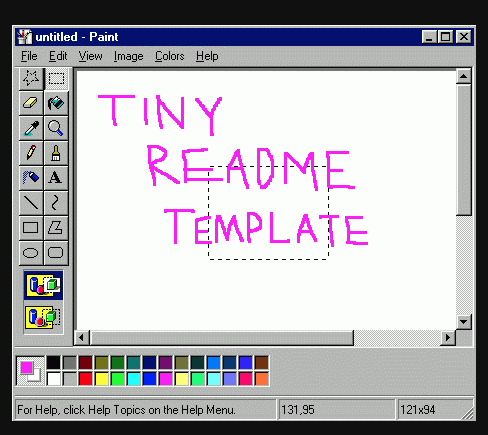 untitled - Paint
File Edit View Image Colors Help
A
TINY
README
TEMPLATE
For Help, click Help Topics on the Help Menu. 131,95 121x94